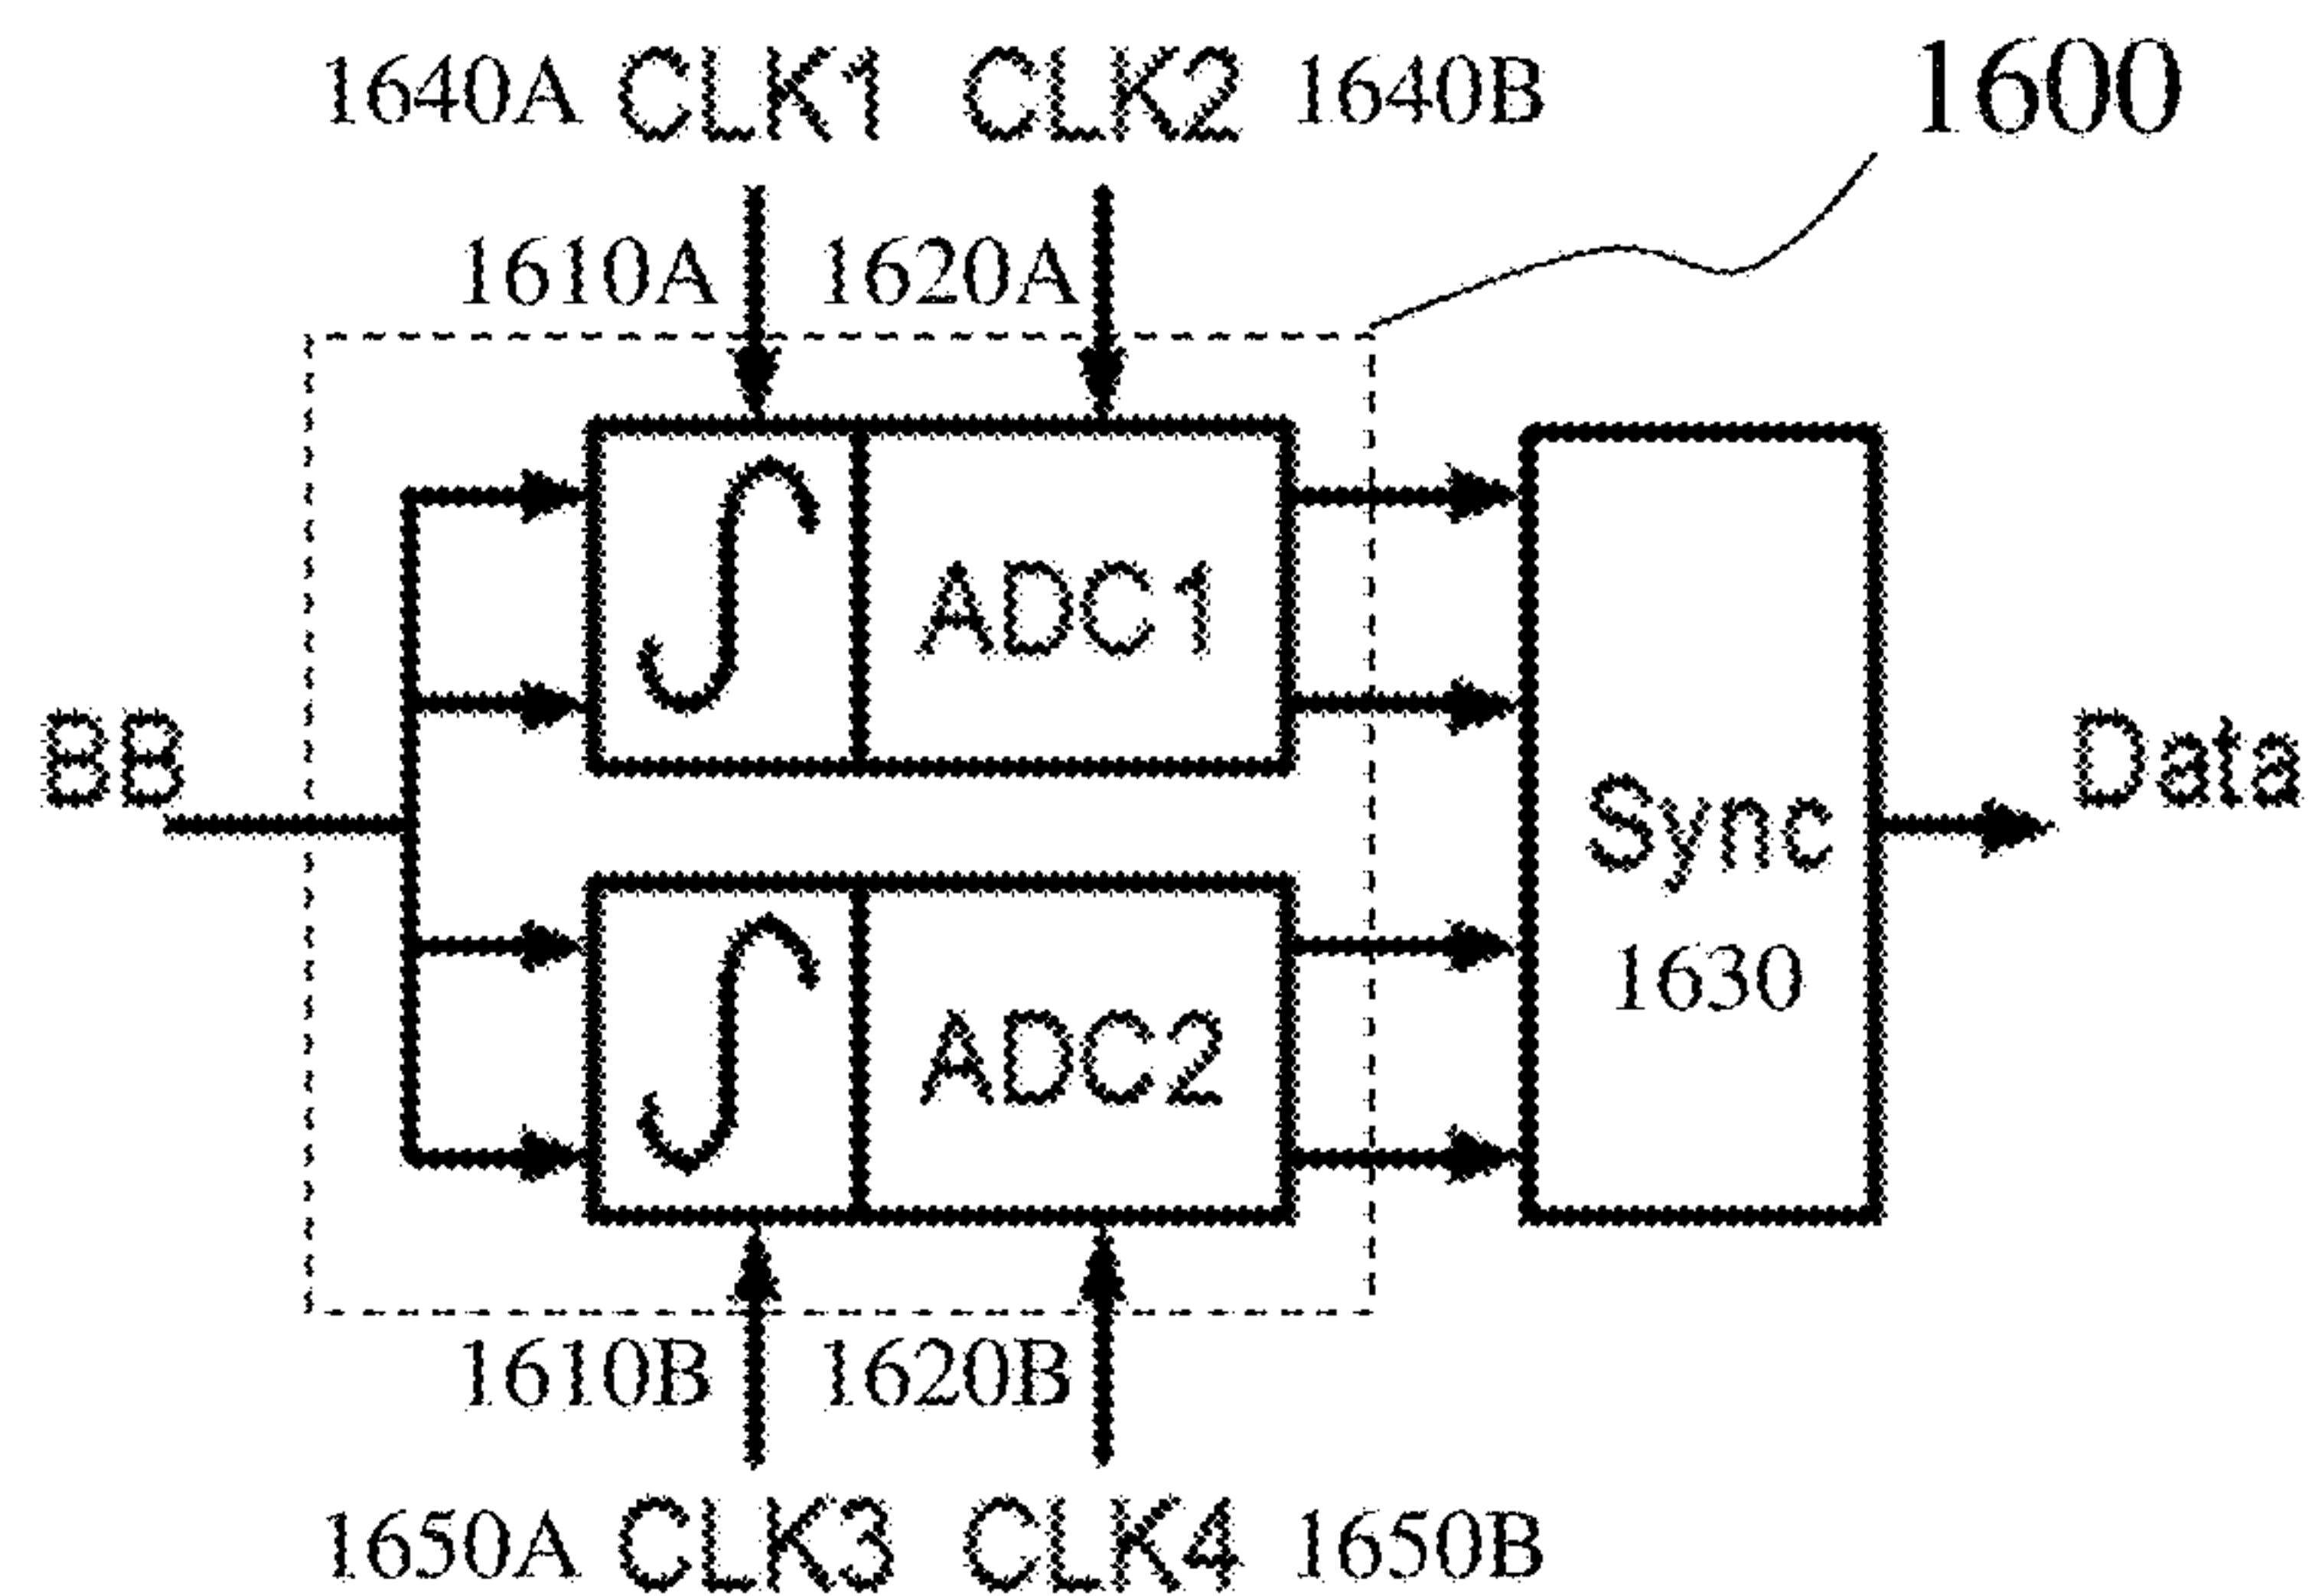 1640A CLK1 CLK2 1640B 1600
1610A 1620A
ADC1
BB Data
Sync
1630
ADC2
1610B 1620B
1650A CLK3 CLK4 1650B